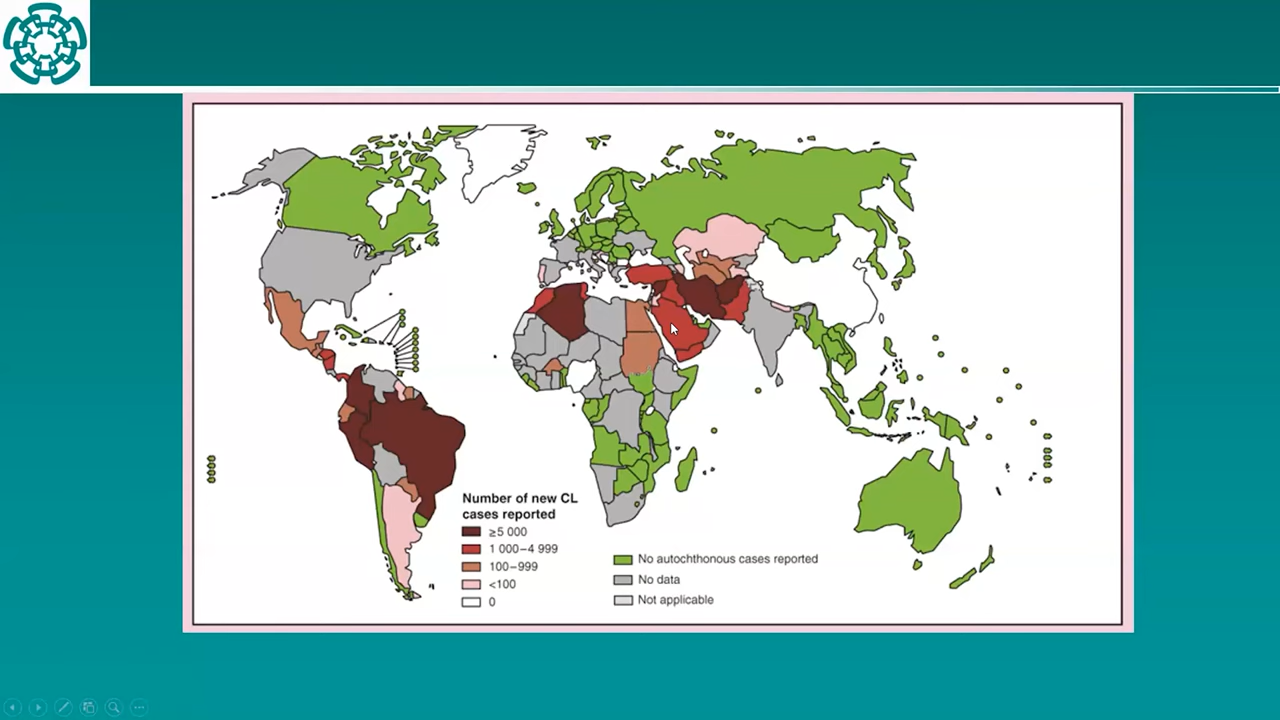 Number of new CL
cases reported
≥5 000
1 000–4 999
100–999
<100
0
No autochthonous cases reported
No data
Not applicable